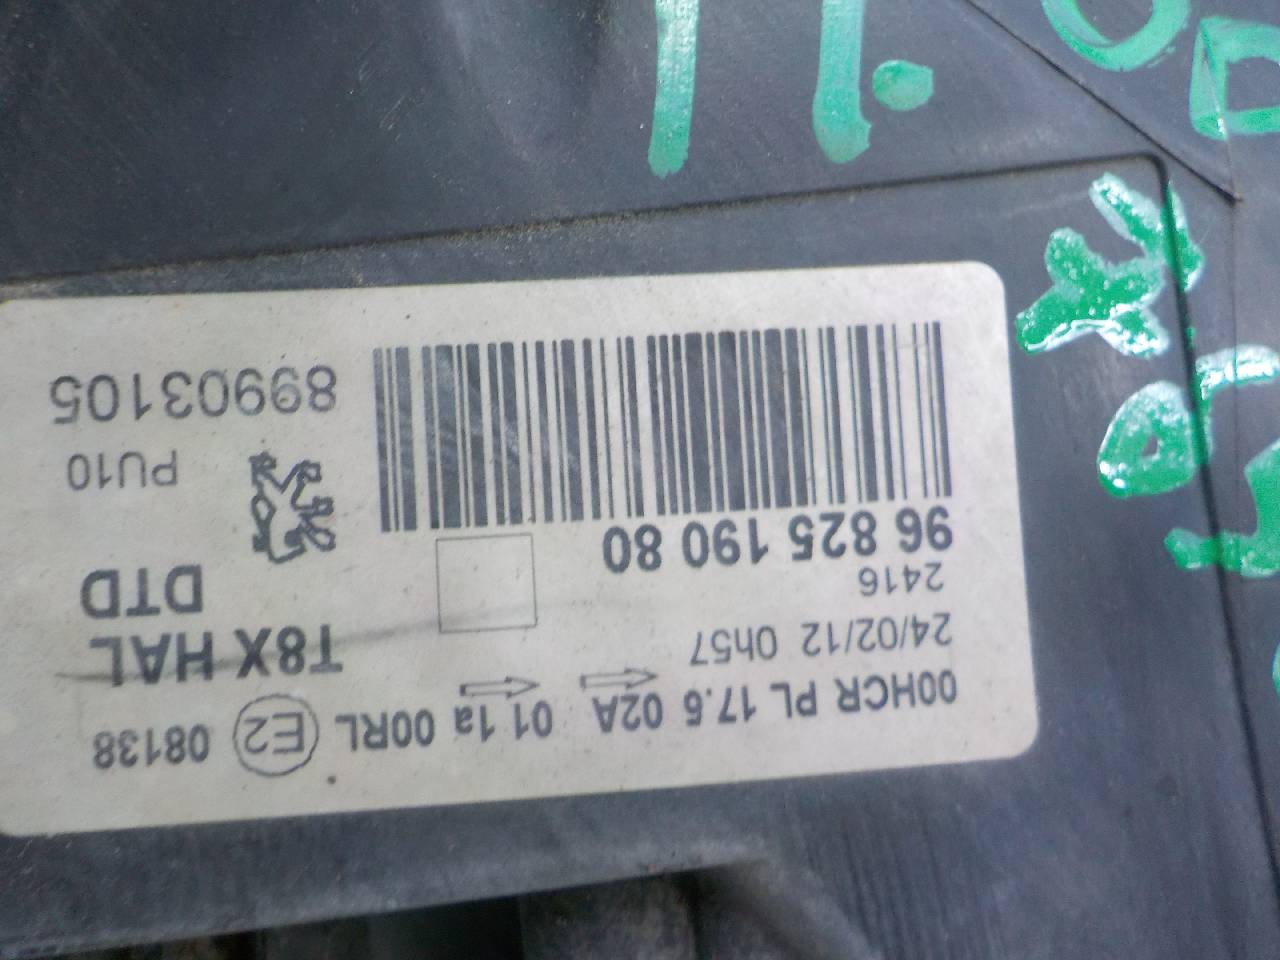 00HCR PL 17.6 02A 01 1a 00RL E2 08138
24/02/12 0h57
2416
T8X HAL
DTD
96 825 190 80
PU10
89903105